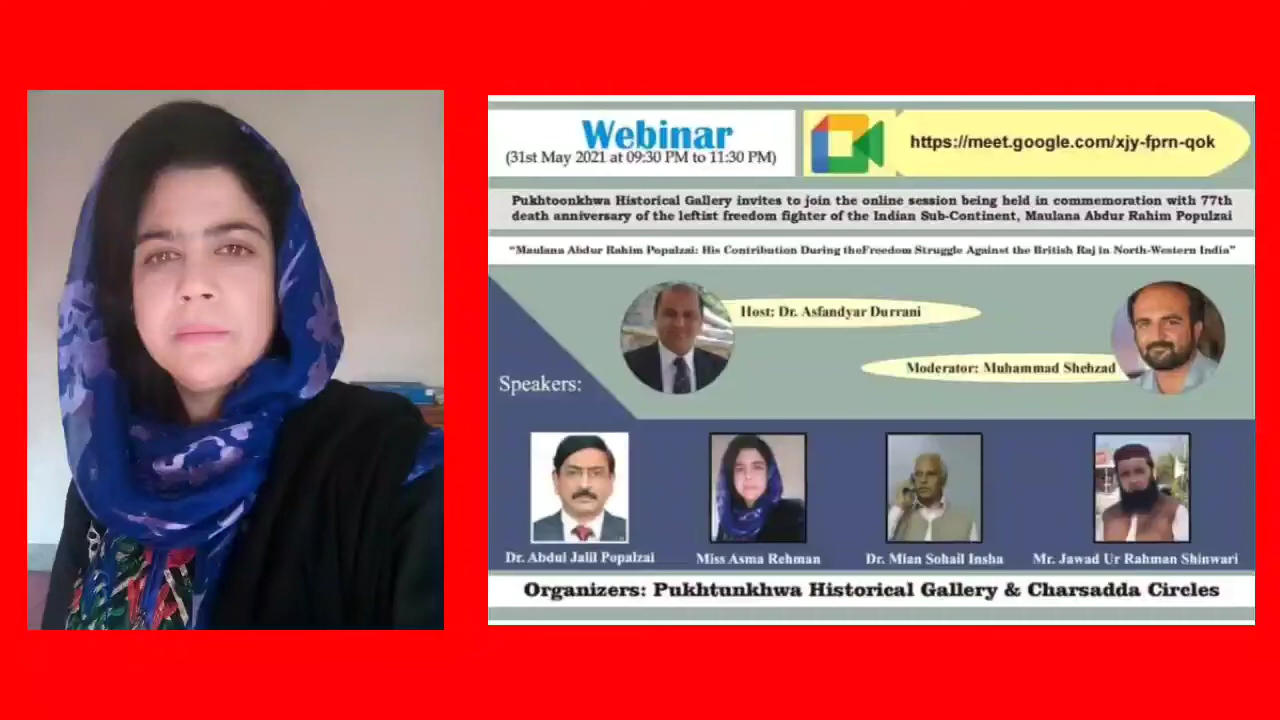 Webinar
(31st May 2021 at 09:30 PM to 11:30 PM)
https://meet.google.com/xjy-fprn-qok
Pukhtoonkhwa Historical Gallery invites to join the online session being held in commemoration with 77th
death anniversary of the leftist freedom fighter of the Indian Sub-Continent, Maulana Abdur Rahim Populzai
"Maulana Abdur Rahim Popalzai: His Contribution During theFreedom Struggle Against the British Raj in North-Western India"
Host: Dr. Asfandyar Durrani
Moderator: Muhammad Shehzad
Speakers:
Dr. Abdul Jalil Popalzai
Miss Asma Rehman
Dr. Mian Sohail Insha
Mr. Jawad Ur Rahman Shinwari
Organizers: Pukhtunkhwa Historical Gallery & Charsadda Circles